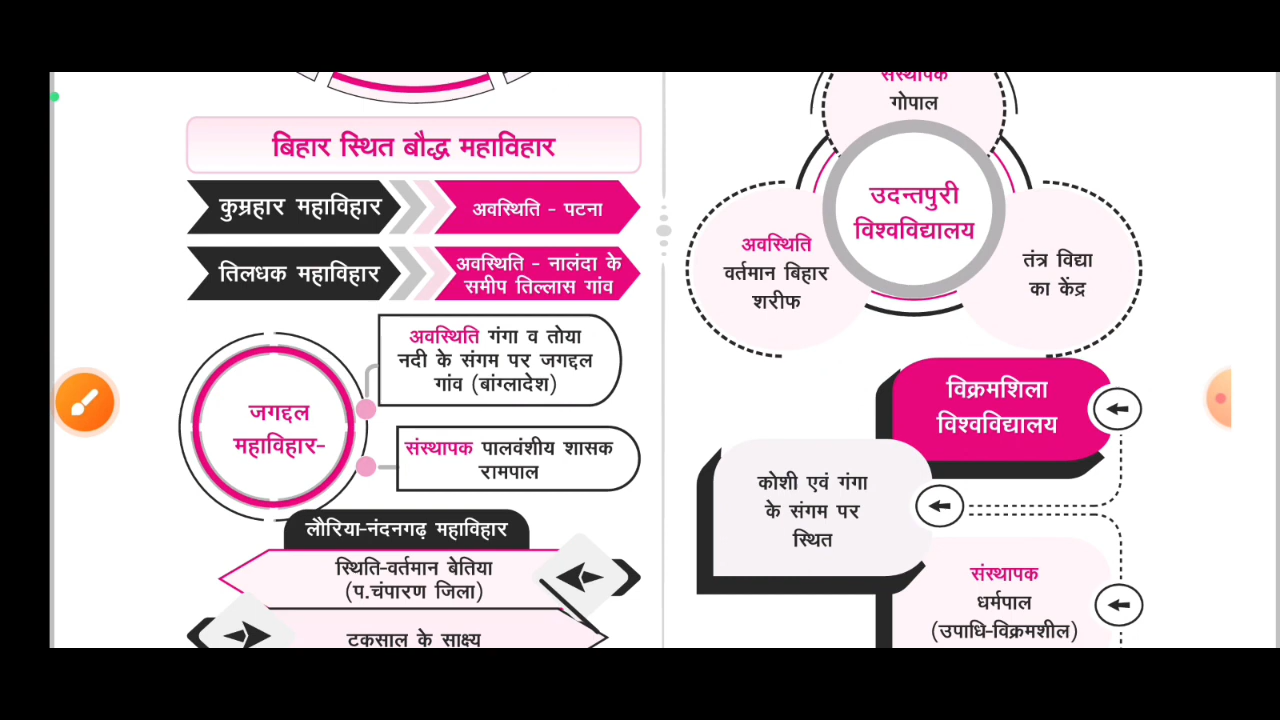 बिहार स्थित बौद्ध महाविहार
कुम्रहार महाविहार
अवस्थिति - पटना
तिलधक महाविहार
अवस्थिति - नालंदा के
समीप तिल्लास गांव
जगद्दल
महाविहार-
अवस्थिति गंगा व तोया
नदी के संगम पर जगद्दल
गांव (बांग्लादेश)
संस्थापक पालवंशीय शासक
रामपाल
लौरिया-नंदनगढ़ महाविहार
स्थिति-वर्तमान बेतिया
(प.चंपारण जिला)
टकसाल के साक्ष्य
संस्थापक
गोपाल
उदन्तपुरी
विश्वविद्यालय
अवस्थिति
वर्तमान बिहार
शरीफ
तंत्र विद्या
का केंद्र
विक्रमशिला
विश्वविद्यालय
कोशी एवं गंगा
के संगम पर
स्थित
संस्थापक
धर्मपाल
(उपाधि-विक्रमशील)